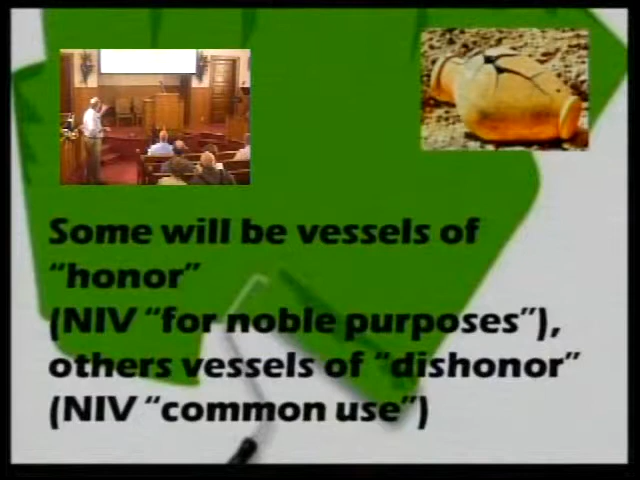 Some will be vessels of
“honor”
(NIV “for noble purposes”),
others vessels of “dishonor”
(NIV “common use”)